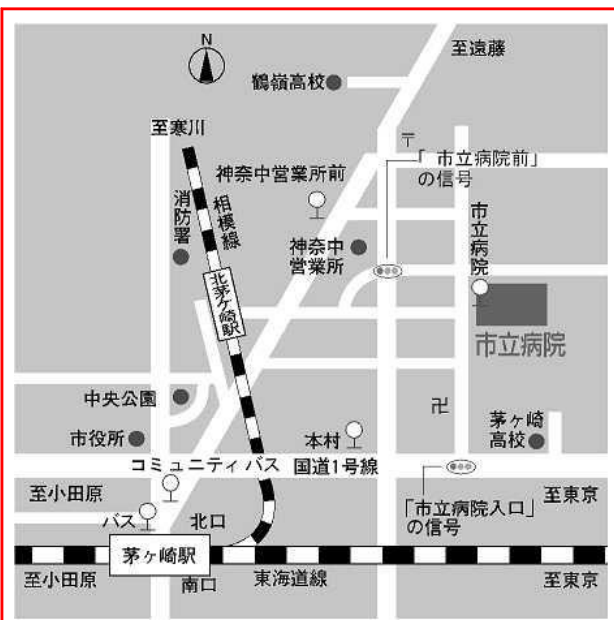 N
至遠藤
鶴嶺高校
至寒川
〒
「 市立病院前」
の信号
神奈中営業所前
消防署
相模線
市立病院
神奈中
営業所
北茅ケ崎駅
市立病院
中央公園
卍
茅ヶ崎
高校
市役所
本村
コミュニティバス
国道1号線
至小田原
「市立病院入口」
の信号
至東京
バス
北口
茅ヶ崎駅
至小田原
南口
東海道線
至東京